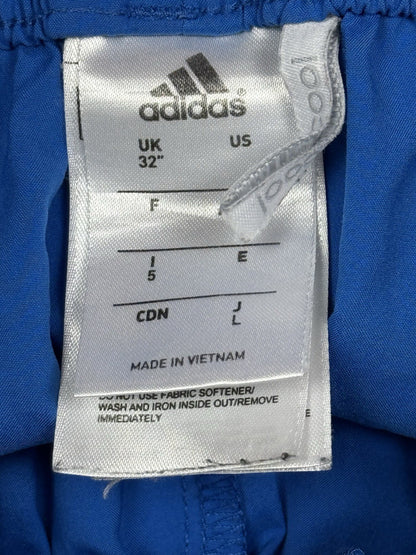 adidas
UK US
32"
F
I E
5
CDN J
L
MADE IN VIETNAM
DO NOT USE FABRIC SOFTENER/
WASH AND IRON INSIDE OUT/REMOVE
IMMEDIATELY
E